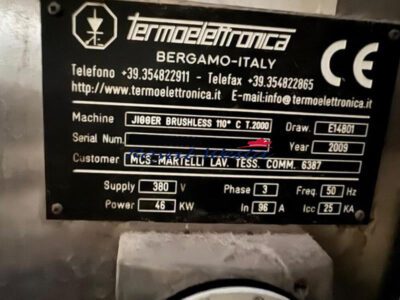 Termoelettronica
BERGAMO-ITALY
Telefono +39.354822911 - Telefax +39.354822865
http://www.termoelettronica.it E-mail:info@termoelettronica.it
CE
Machine JIGGER BRUSHLESS 110° C T.2000 Draw. E14801
Serial Num. Year 2009
Customer MCS-MARTELLI LAV. TESS. COMM. 6387
Supply 380 V Phase 3 Freq. 50 Hz
Power 46 KW In 96 A Icc 25 KA